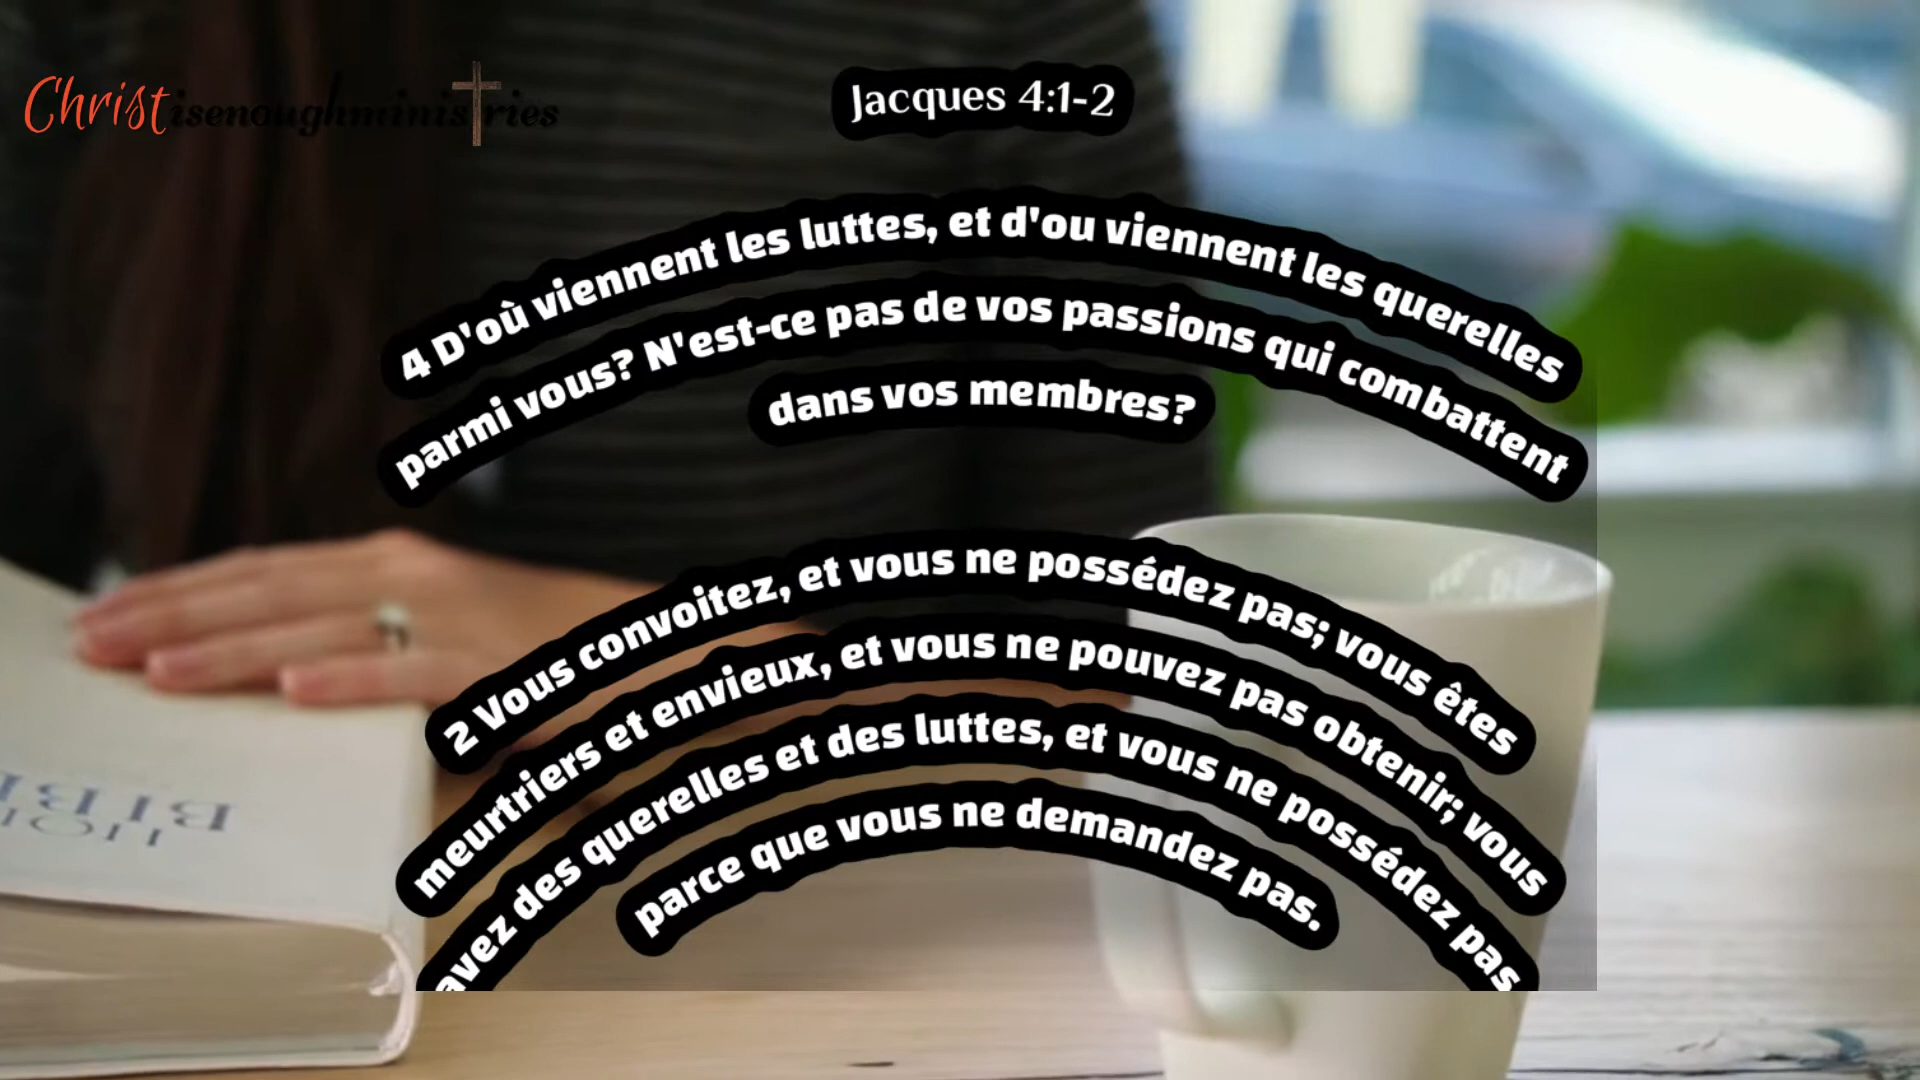 Christisenoughministries
Jacques 4:1-2
4 D'où viennent les luttes, et d'ou viennent les querelles
parmi vous? N'est-ce pas de vos passions qui combattent
dans vos membres?
2 Vous convoitez, et vous ne possédez pas; vous êtes
meurtriers et envieux, et vous ne pouvez pas obtenir; vous
avez des querelles et des luttes, et vous ne possédez pas
parce que vous ne demandez pas.